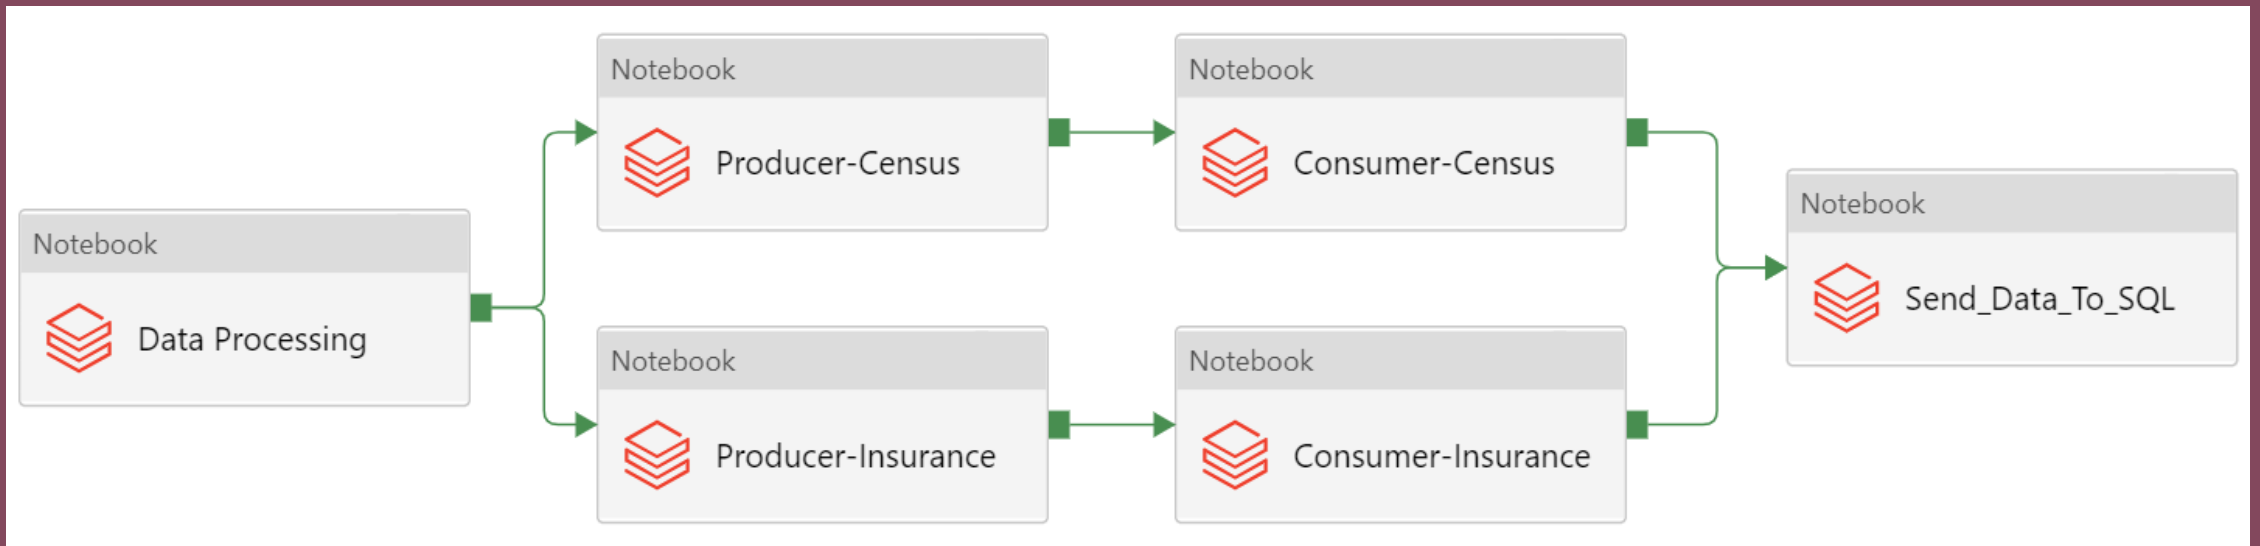 Notebook
Data Processing
Notebook
Producer-Census
Notebook
Consumer-Census
Notebook
Producer-Insurance
Notebook
Consumer-Insurance
Notebook
Send_Data_To_SQL